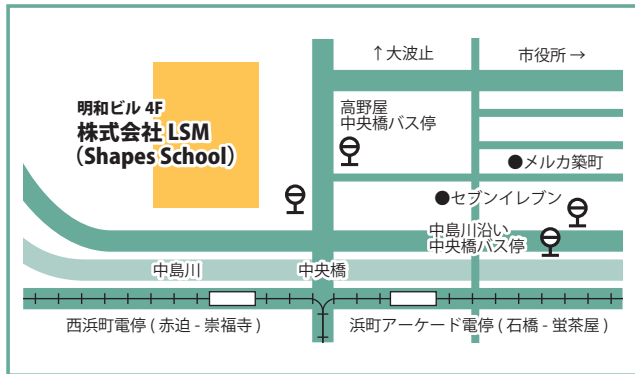 ↑大波止
市役所→
明和ビル 4F
株式会社 LSM
(Shapes School)
高野屋
中央橋バス停
●メルカ築町
●セブンイレブン
中島川沿い
中央橋バス停
中島川
中央橋
西浜町電停 ( 赤迫 - 崇福寺 )
浜町アーケード電停 ( 石橋 - 蛍茶屋 )